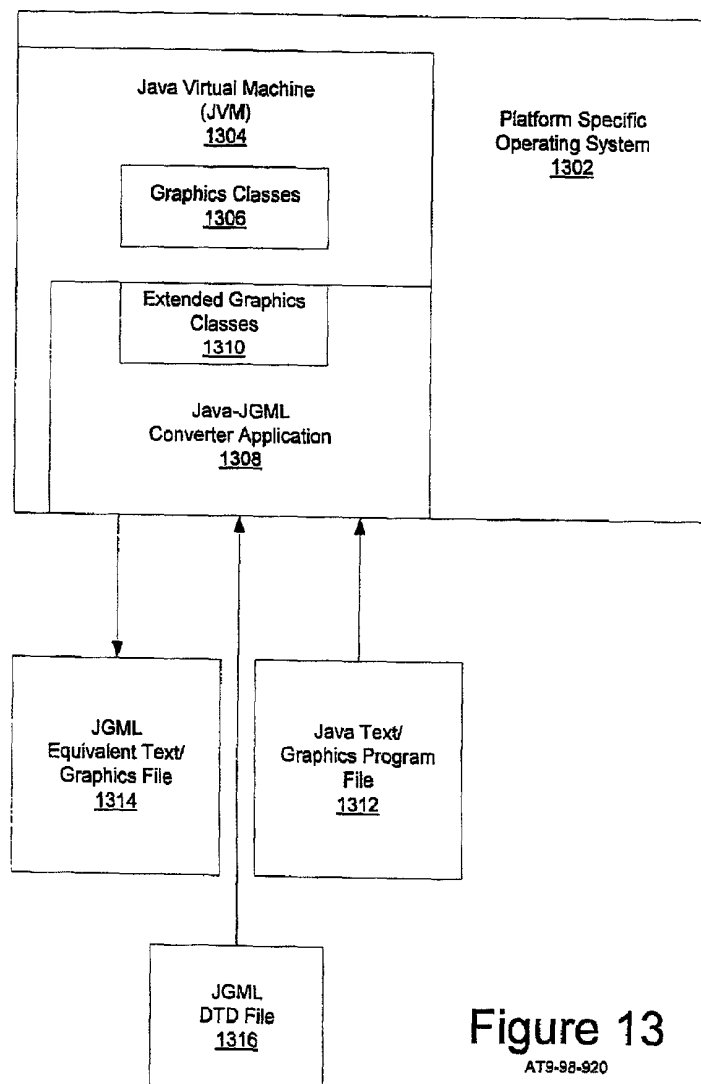 Java Virtual Machine
(JVM)
1304
Platform Specific
Operating System
1302
Graphics Classes
1306
Extended Graphics
Classes
1310
Java-JGML
Converter Application
1308
JGML
Equivalent Text/
Graphics File
1314
Java Text/
Graphics Program
File
1312
JGML
DTD File
1316
Figure 13
AT9-98-920